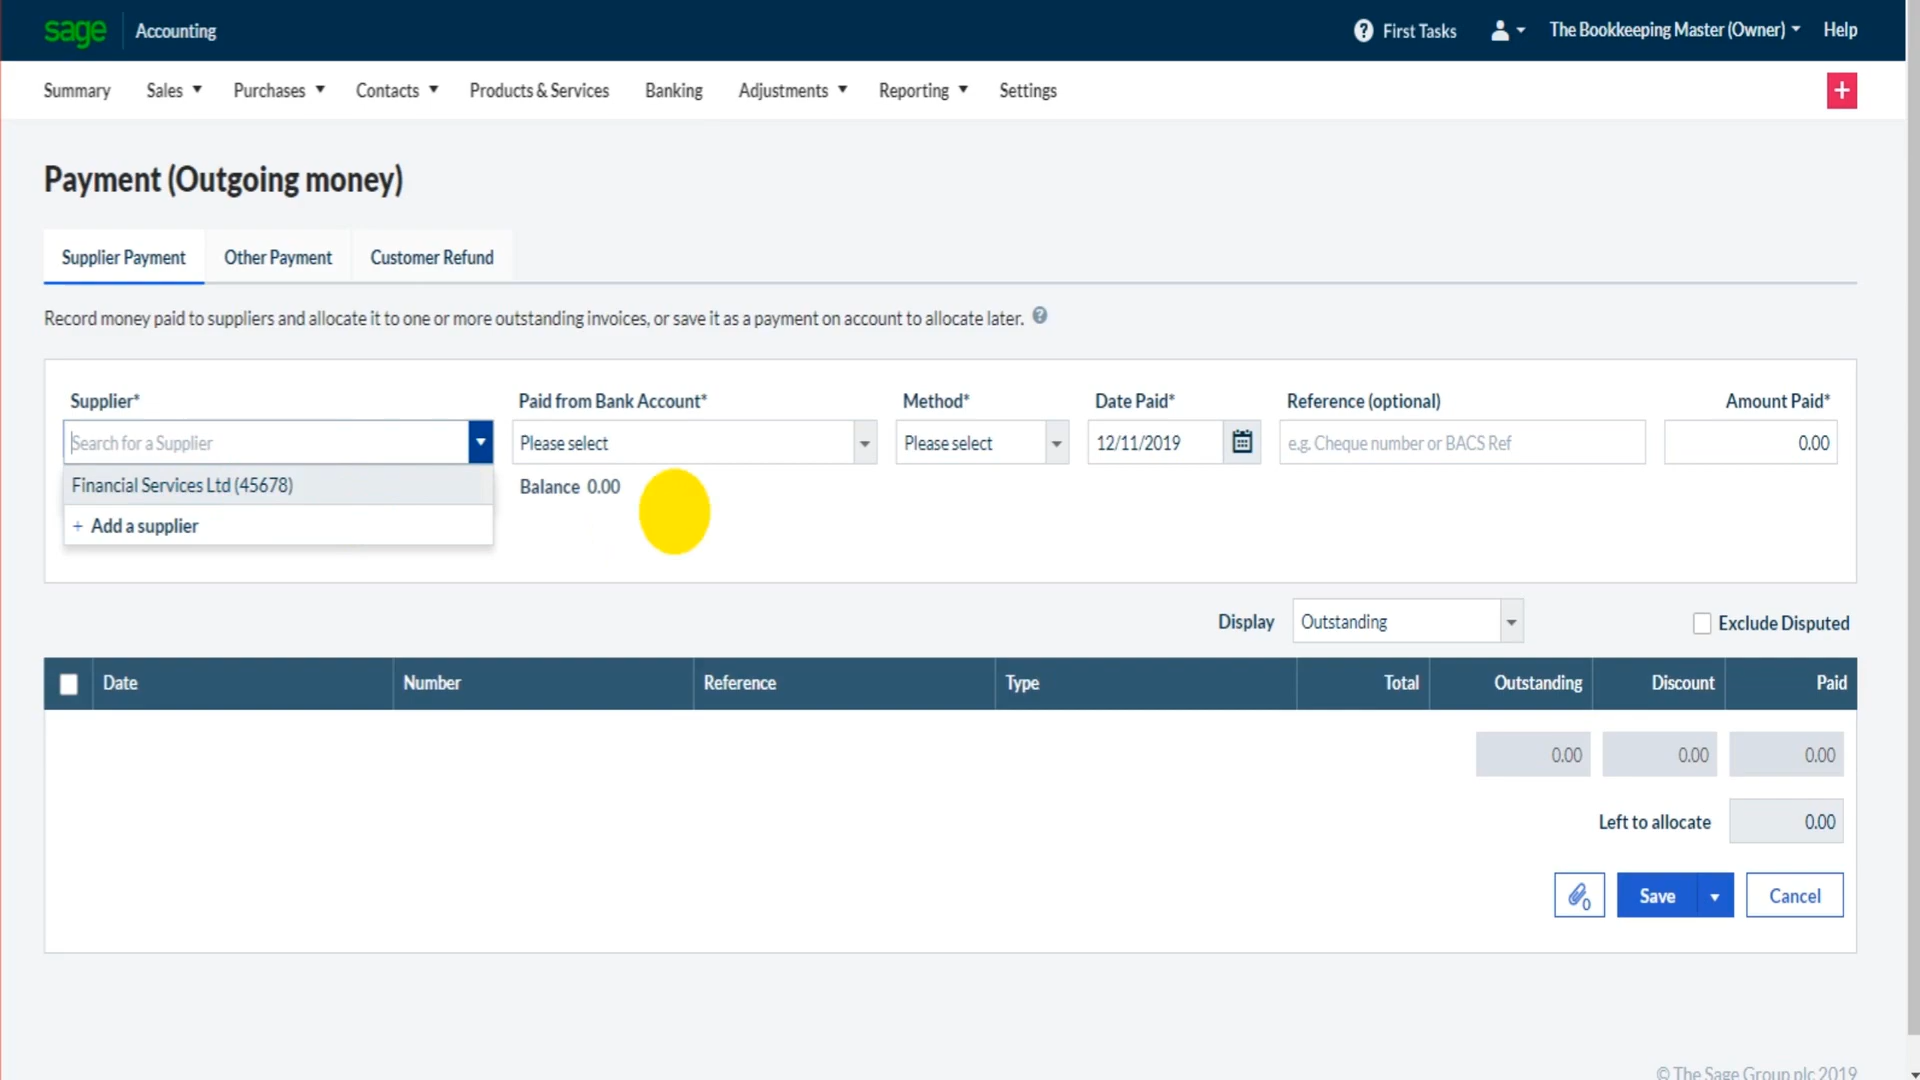 sage Accounting First Tasks The Bookkeeping Master (Owner) Help
Summary Sales Purchases Contacts Products & Services Banking Adjustments Reporting Settings +
Payment (Outgoing money)
Supplier Payment Other Payment Customer Refund
Record money paid to suppliers and allocate it to one or more outstanding invoices, or save it as a payment on account to allocate later.
Supplier* Paid from Bank Account* Method* Date Paid* Reference (optional) Amount Paid*
Search for a Supplier Please select Please select 12/11/2019 e.g. Cheque number or BACS Ref 0.00
Financial Services Ltd (45678) Balance 0.00
+ Add a supplier
Display Outstanding Exclude Disputed
Date Number Reference Type Total Outstanding Discount Paid
0.00 0.00 0.00
Left to allocate 0.00
0 Save Cancel
© The Sage Group plc 2019